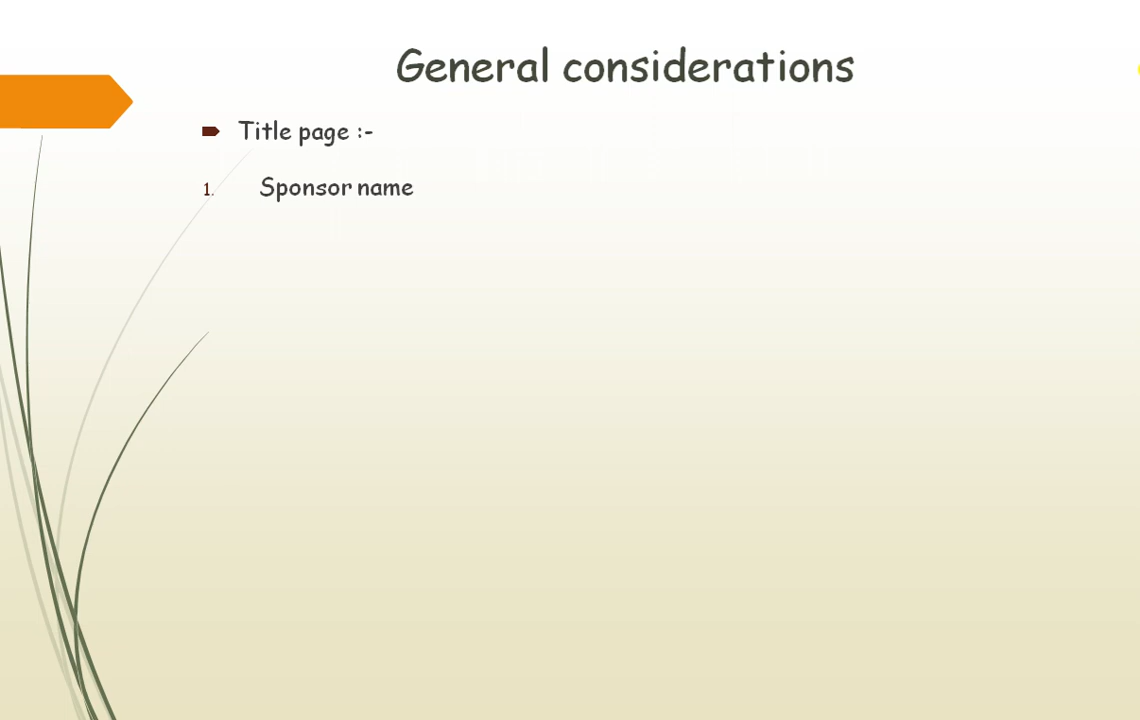 General considerations
Title page :-
1. Sponsor name